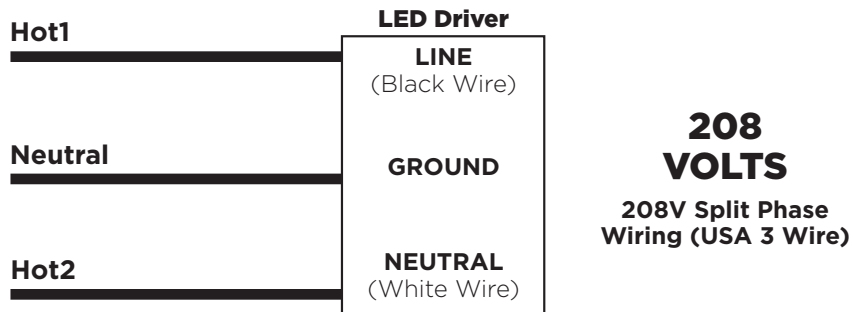 LED Driver
Hot1
LINE
(Black Wire)
Neutral
GROUND
Hot2
NEUTRAL
(White Wire)
208
VOLTS
208V Split Phase
Wiring (USA 3 Wire)